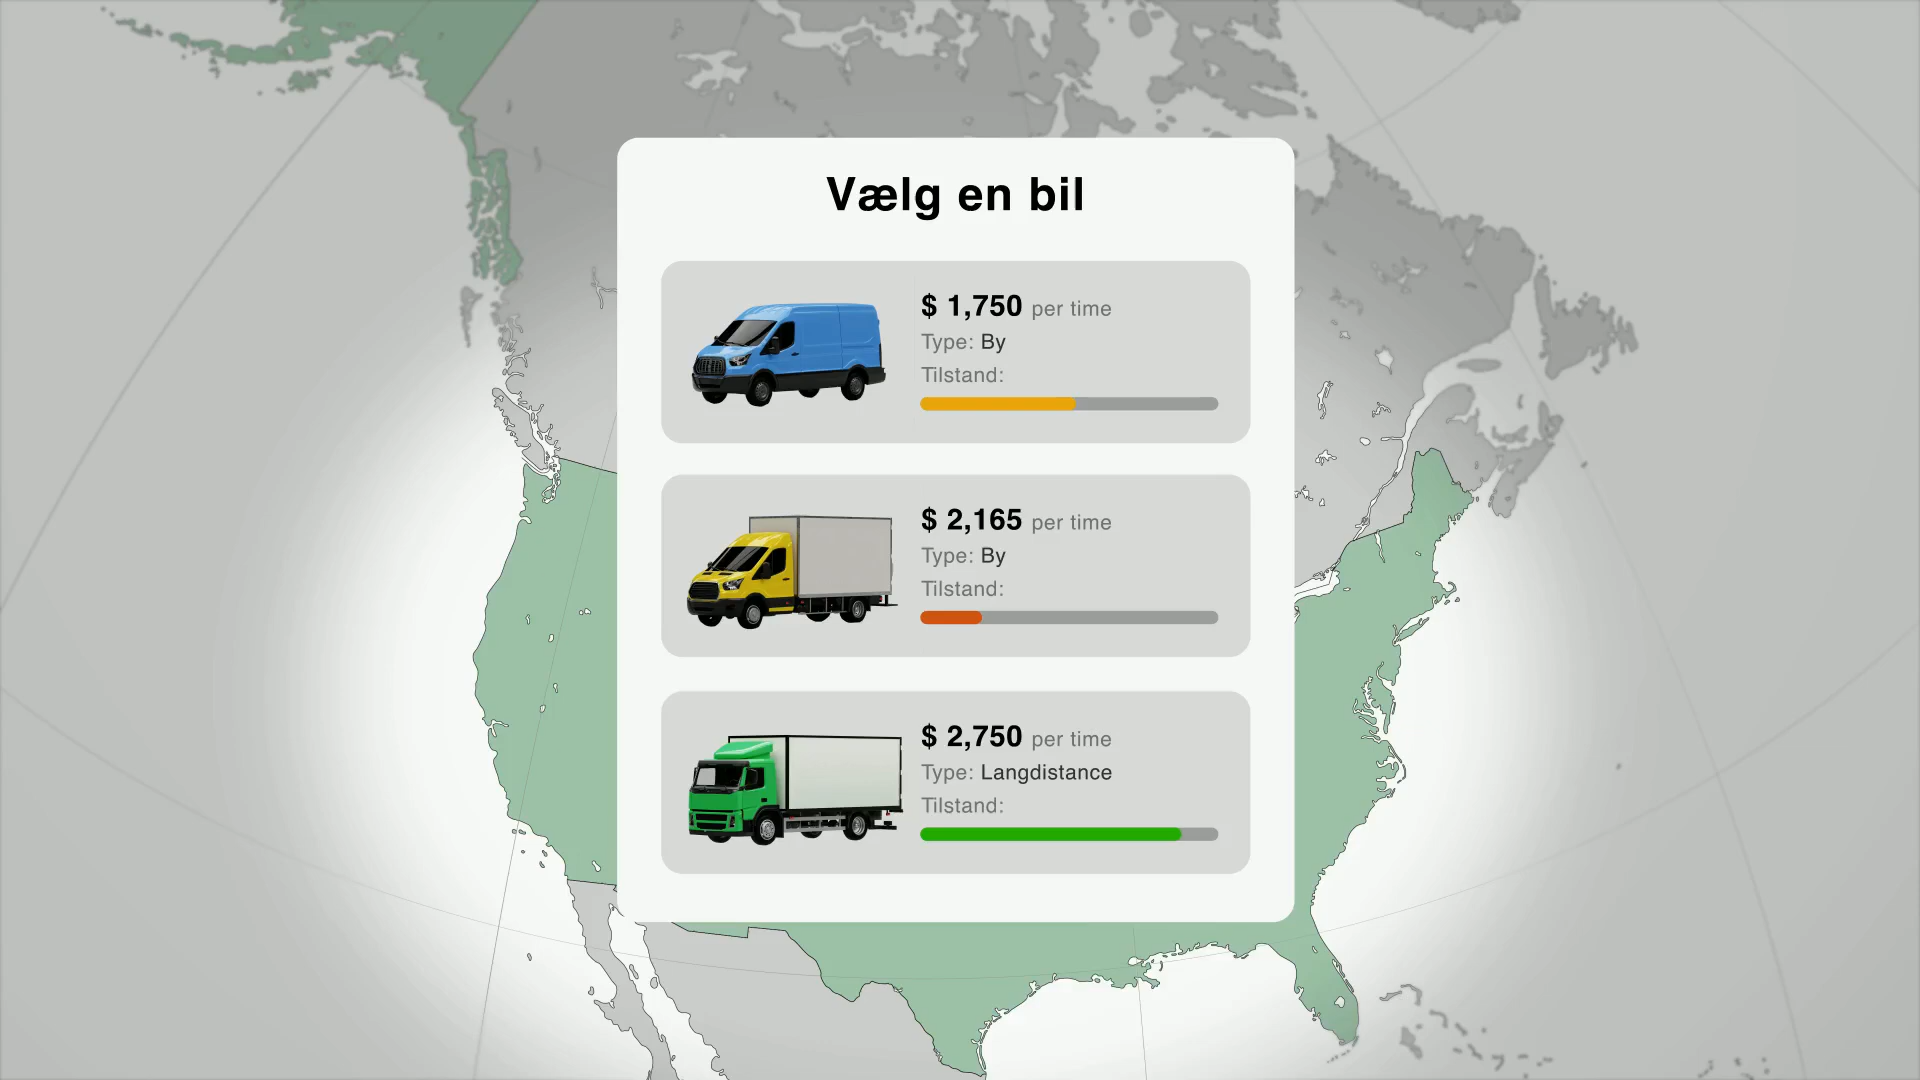 Vælg en bil
$ 1,750 per time
Type: By
Tilstand:
$ 2,165 per time
Type: By
Tilstand:
$ 2,750 per time
Type: Langdistance
Tilstand: